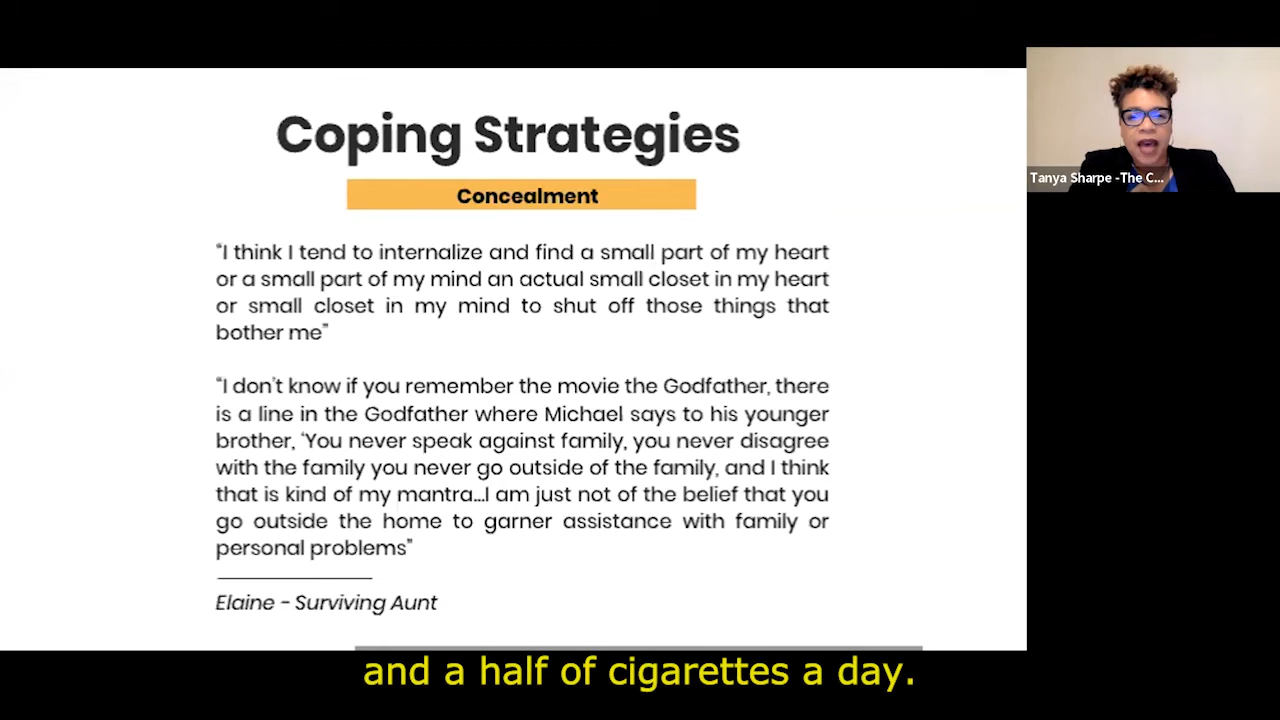 Coping Strategies
Concealment
"I think I tend to internalize and find a small part of my heart
or a small part of my mind an actual small closet in my heart
or small closet in my mind to shut off those things that
bother me"
"I don't know if you remember the movie the Godfather, there
is a line in the Godfather where Michael says to his younger
brother, 'You never speak against family, you never disagree
with the family you never go outside of the family, and I think
that is kind of my mantra...I am just not of the belief that you
go outside the home to garner assistance with family or
personal problems"
Elaine - Surviving Aunt
Tanya Sharpe -The C...
and a half of cigarettes a day.